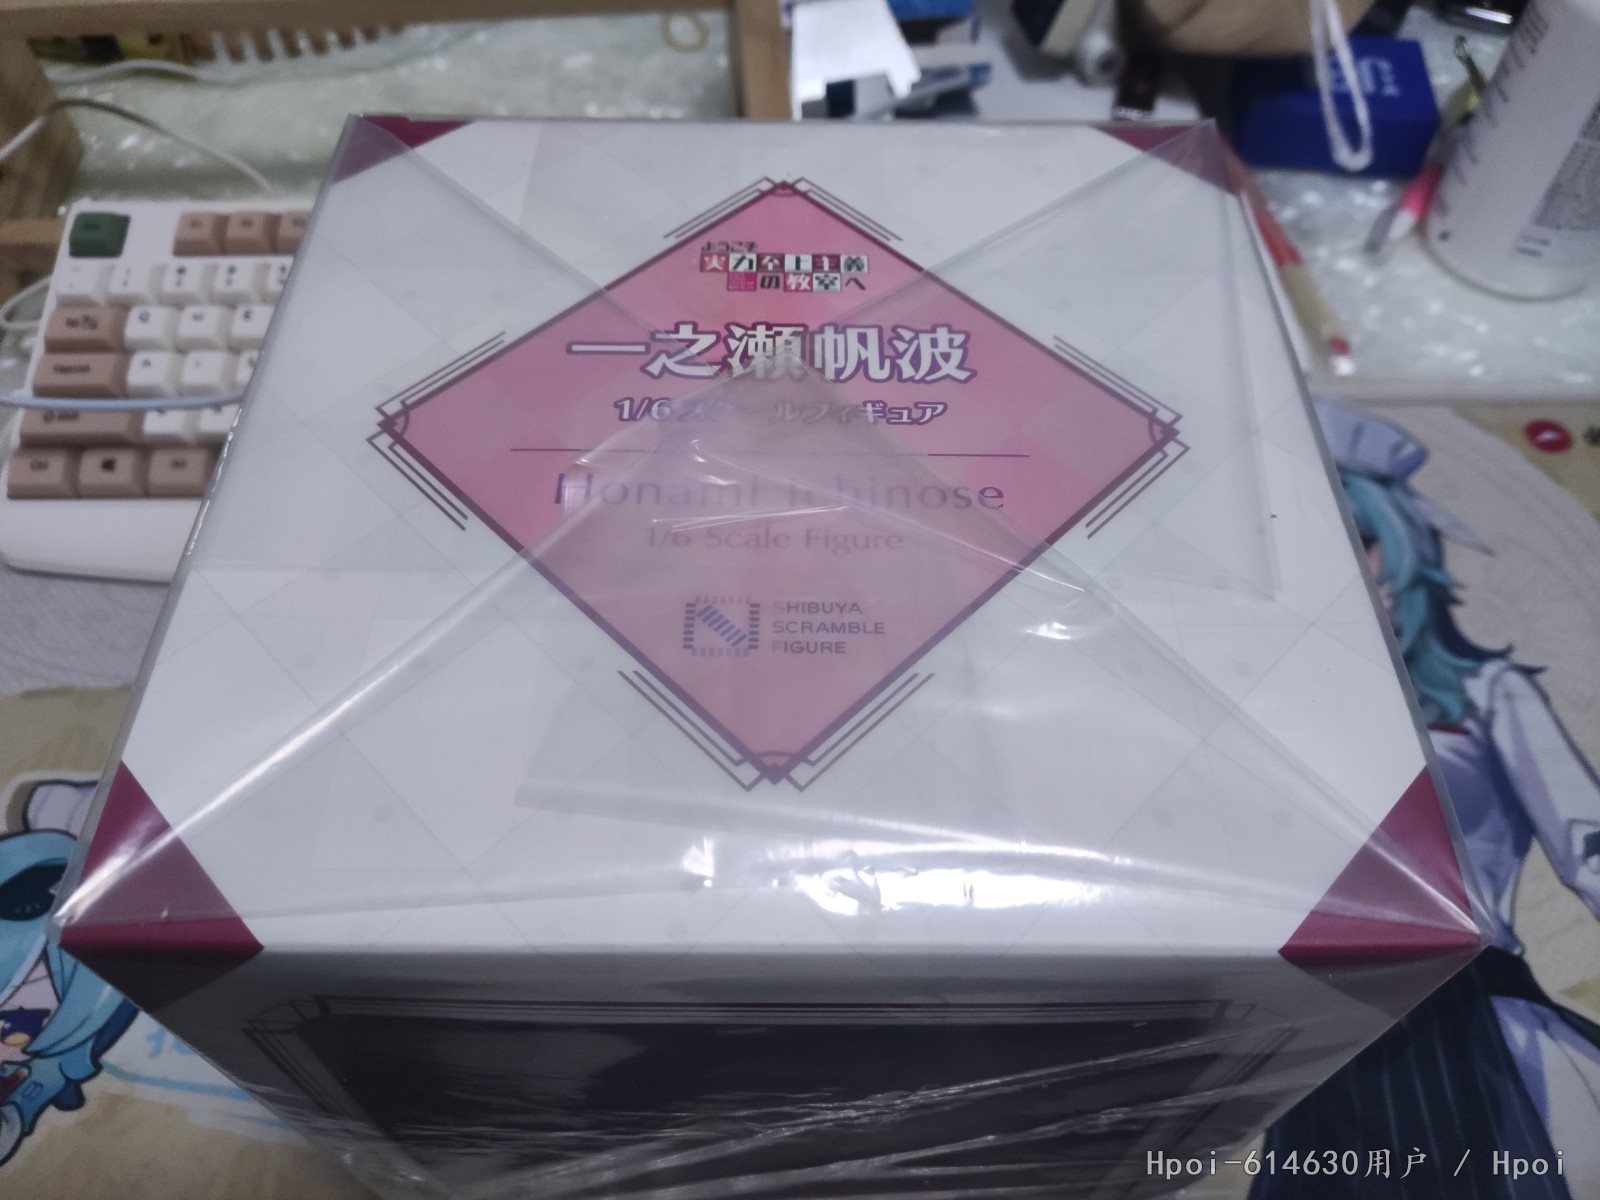 ようこそ
実力至上主義
の教室へ
一之瀬帆波
1/6スケールフィギュア
Honami Ichinose
1/6 Scale Figure
SHIBUYA
SCRAMBLE
FIGURE
Hpoi-614630用户 / Hpoi